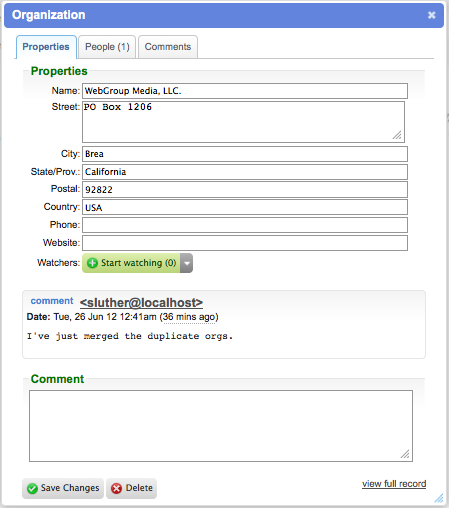 Organization
Properties People (1) Comments
Properties
Name: WebGroup Media, LLC.
Street: PO Box 1206
City: Brea
State/Prov.: California
Postal: 92822
Country: USA
Phone:
Website:
Watchers: Start watching (0)
comment <sluther@localhost>
Date: Tue, 26 Jun 12 12:41am (36 mins ago)
I've just merged the duplicate orgs.
Comment
Save Changes Delete view full record